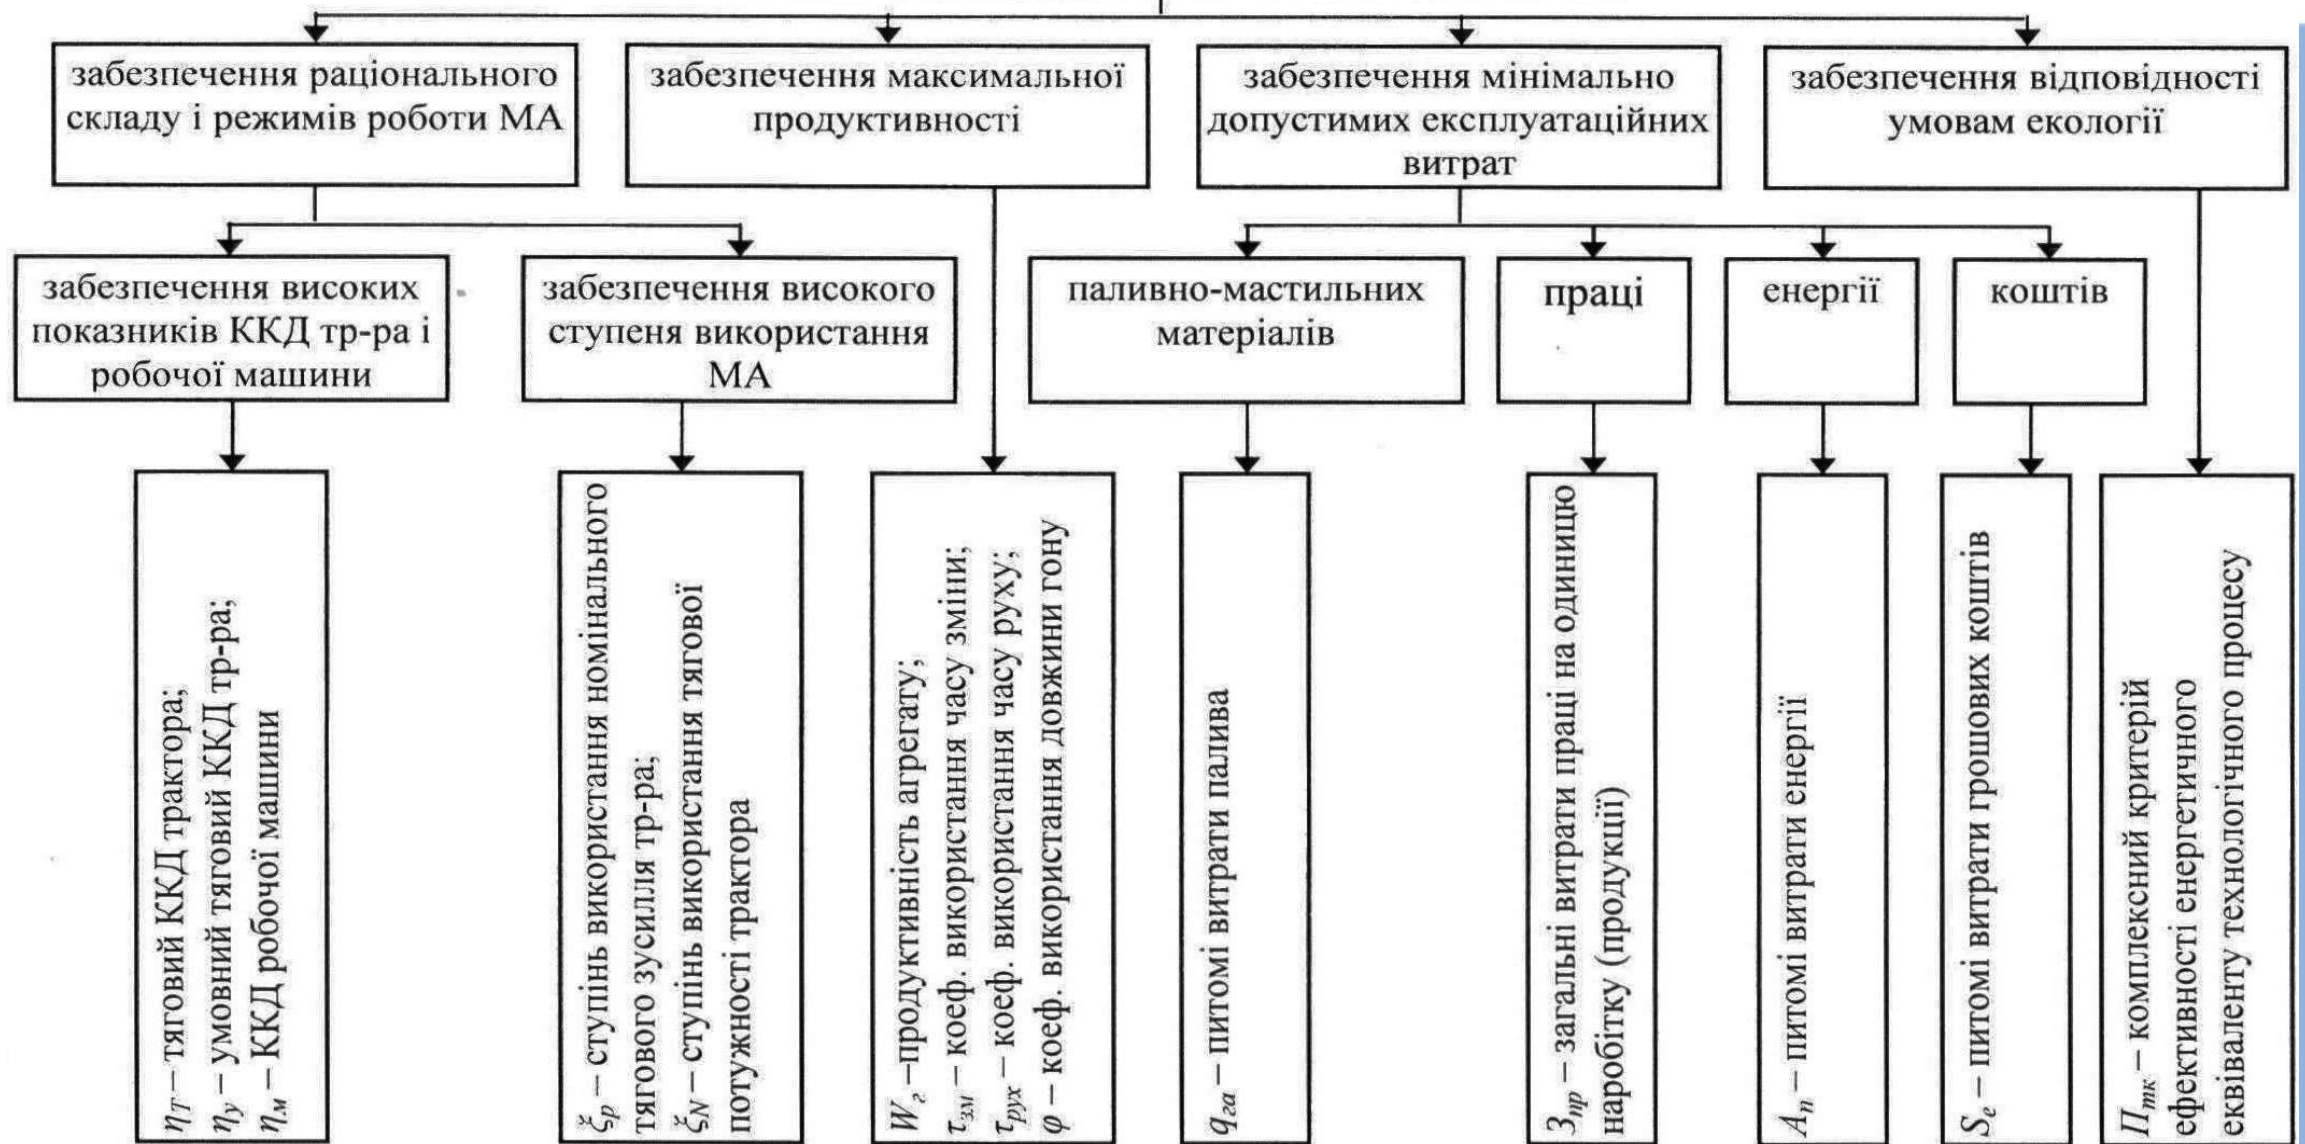 забезпечення раціонального
складу і режимів роботи МА
забезпечення максимальної
продуктивності
забезпечення мінімально
допустимих експлуатаційних
витрат
забезпечення відповідності
умовам екології
забезпечення високих
показників ККД тр-ра і
робочої машини
забезпечення високого
ступеня використання
МА
паливно-мастильних
матеріалів
праці
енергії
коштів
η_T – тяговий ККД трактора;
η_у – умовний тяговий ККД тр-ра;
η_м – ККД робочої машини
ξ_р – ступінь використання номінального
тягового зусилля тр-ра;
ξ_N – ступінь використання тягової
потужності трактора
W_г –продуктивність агрегату;
τ_зм – коеф. використання часу зміни;
τ_рух – коеф. використання часу руху;
φ – коеф. використання довжини гону
q_га – питомі витрати палива
З_пр – загальні витрати праці на одиницю
наробітку (продукції)
А_п – питомі витрати енергії
S_е – питомі витрати грошових коштів
П_тк – комплексний критерій
ефективності енергетичного
еквіваленту технологічного процесу